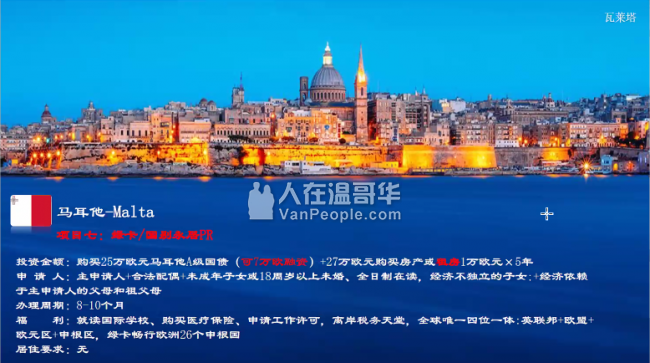 瓦莱塔
人在温哥华
VanPeople.com
马耳他-Malta
项目七: 绿卡/国别永居PR
投资金额: 购买25万欧元马耳他A级国债 (可7万欧融资) +27万欧元购买房产或租房1万欧元×5年
申 请 人: 主申请人+合法配偶+未成年子女或18周岁以上未婚、全日制在读, 经济不独立的子女;+经济依赖
于主申请人的父母和祖父母
办理周期: 8-10个月
福 利: 就读国际学校、购买医疗保险、申请工作许可, 离岸税务天堂, 全球唯一四位一体:英联邦+欧盟+
欧元区+申根区, 绿卡畅行欧洲26个申根国
居住要求: 无